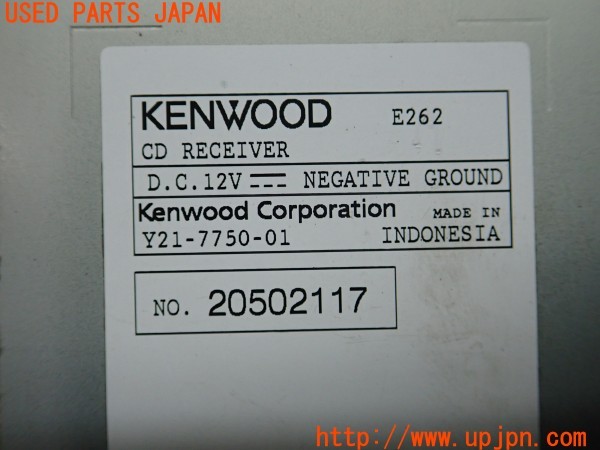 USED PARTS JAPAN
KENWOOD E262
CD RECEIVER
D.C.12V NEGATIVE GROUND
Kenwood Corporation MADE IN
Y21-7750-01 INDONESIA
NO. 20502117
http://www.upjpn.com/